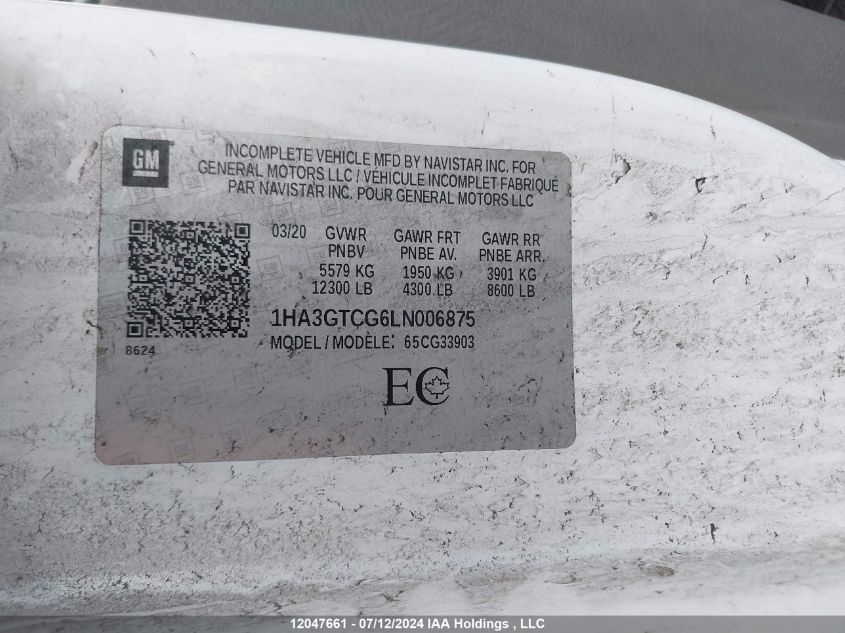 GM
INCOMPLETE VEHICLE MFD BY NAVISTAR INC. FOR
GENERAL MOTORS LLC / VÉHICULE INCOMPLET FABRIQUÉ
PAR NAVISTAR INC. POUR GENERAL MOTORS LLC
03/20 GVWR GAWR FRT GAWR RR
PNBV PNBE AV. PNBE ARR.
5579 KG 1950 KG 3901 KG
12300 LB 4300 LB 8600 LB
1HA3GTCG6LN006875
MODEL / MODÈLE: 65CG33903
8624
EC
12047661 - 07/12/2024 IAA Holdings , LLC